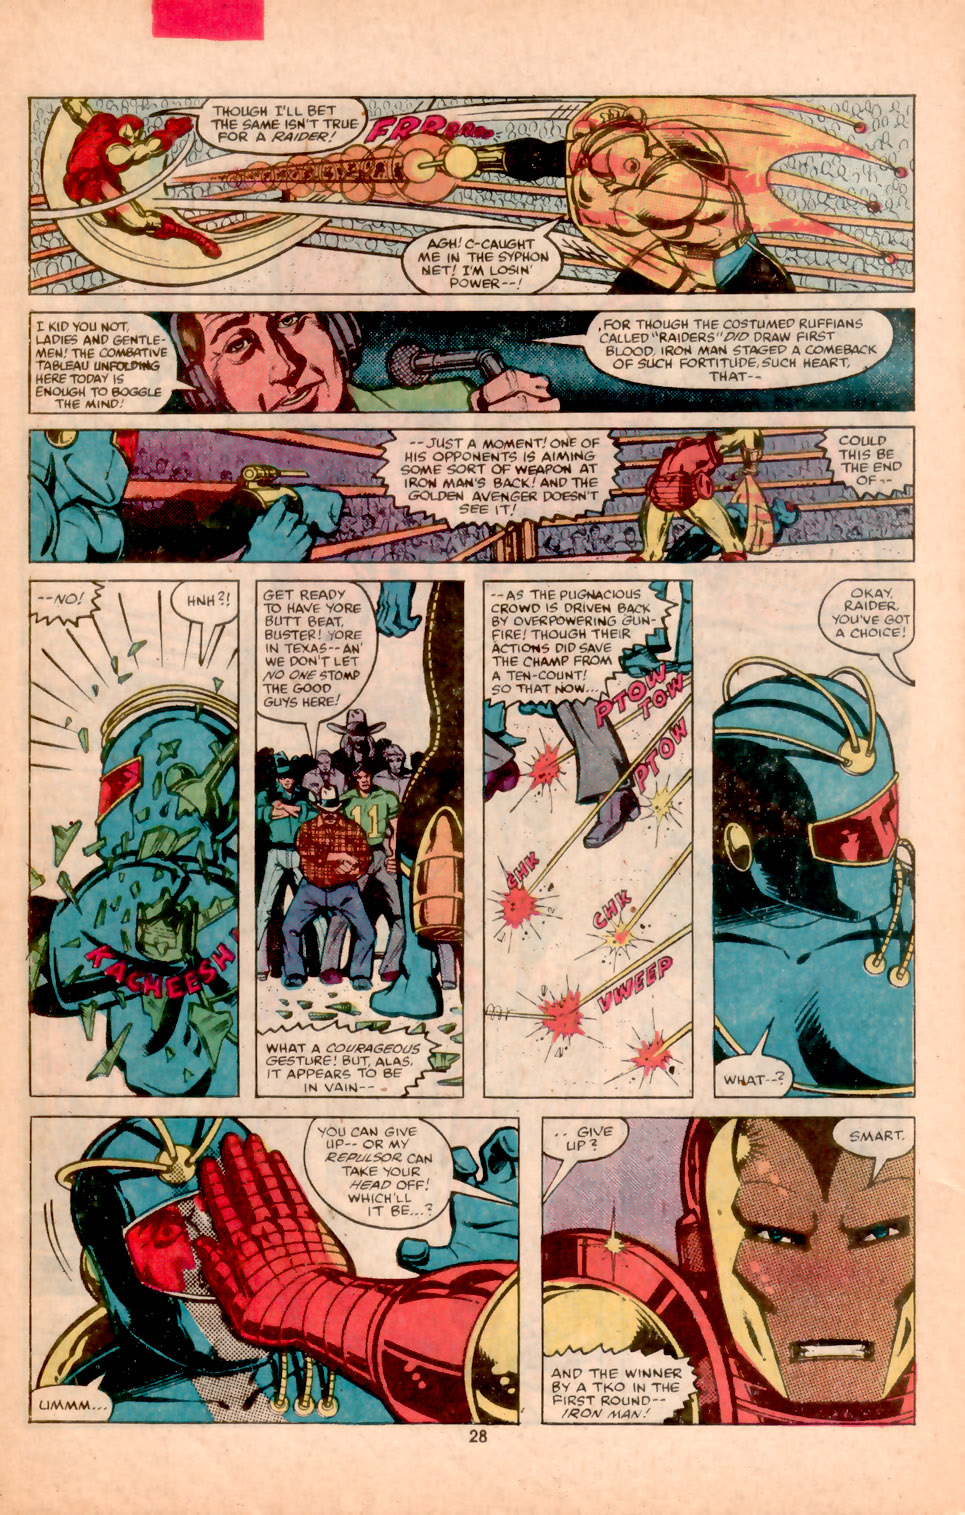 THOUGH I'LL BET
THE SAME ISN'T TRUE
FOR A RAIDER!
FRRRRRR
AGH! C-CAUGHT
ME IN THE SYPHON
NET! I'M LOSIN'
POWER--!
I KID YOU NOT,
LADIES AND GENTLE-
MEN! THE COMBATIVE
TABLEAU UNFOLDING
HERE TODAY IS
ENOUGH TO BOGGLE
THE MIND!
FOR THOUGH THE COSTUMED RUFFIANS
CALLED "RAIDERS" DID DRAW FIRST
BLOOD, IRON MAN STAGED A COMEBACK
OF SUCH FORTITUDE, SUCH HEART,
THAT--
--JUST A MOMENT! ONE OF
HIS OPPONENTS IS AIMING
SOME SORT OF WEAPON AT
IRON MAN'S BACK! AND THE
GOLDEN AVENGER DOESN'T
SEE IT!
COULD
THIS BE
THE END
OF--
--NO!
HNH?!
KACHEESH
GET READY
TO HAVE YORE
BUTT BEAT,
BUSTER! YORE
IN TEXAS--AN'
WE DON'T LET
NO ONE STOMP
THE GOOD
GUYS HERE!
11
WHAT A COURAGEOUS
GESTURE! BUT, ALAS,
IT APPEARS TO BE
IN VAIN--
--AS THE PUGNACIOUS
CROWD IS DRIVEN BACK
BY OVERPOWERING GUN-
FIRE! THOUGH THEIR
ACTIONS DID SAVE
THE CHAMP FROM
A TEN-COUNT!
SO THAT NOW...
PTOW
TOW
PTOW
CHK
CHK
VWEEP
OKAY,
RAIDER,
YOU'VE GOT
A CHOICE!
WHAT--?
YOU CAN GIVE
UP-- OR MY
REPULSOR CAN
TAKE YOUR
HEAD OFF!
WHICH'LL
IT BE...?
UMMM...
..GIVE
UP?
SMART.
AND THE WINNER
BY A TKO IN THE
FIRST ROUND--
IRON MAN!
28